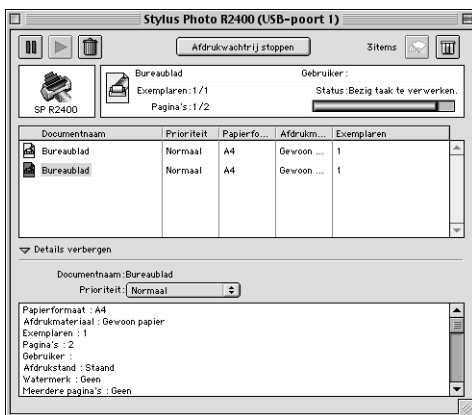 Stylus Photo R2400 (USB-poort 1)
Afdrukwachtrij stoppen
3items
SP R2400
Bureaublad
Gebruiker :
Exemplaren:1/1
Status:Bezig taak te verwerken.
Pagina's:1/2
Documentnaam Prioriteit Papierfo... Afdrukm... Exemplaren
Bureaublad Normaal A4 Gewoon ... 1
Bureaublad Normaal A4 Gewoon ... 1
Details verbergen
Documentnaam:Bureaublad
Prioriteit: Normaal
Papierformaat : A4
Afdrukmateriaal : Gewoon papier
Exemplaren : 1
Pagina's : 2
Gebruiker :
Afdrukstand : Staand
Watermerk : Geen
Meerdere pagina's : Geen